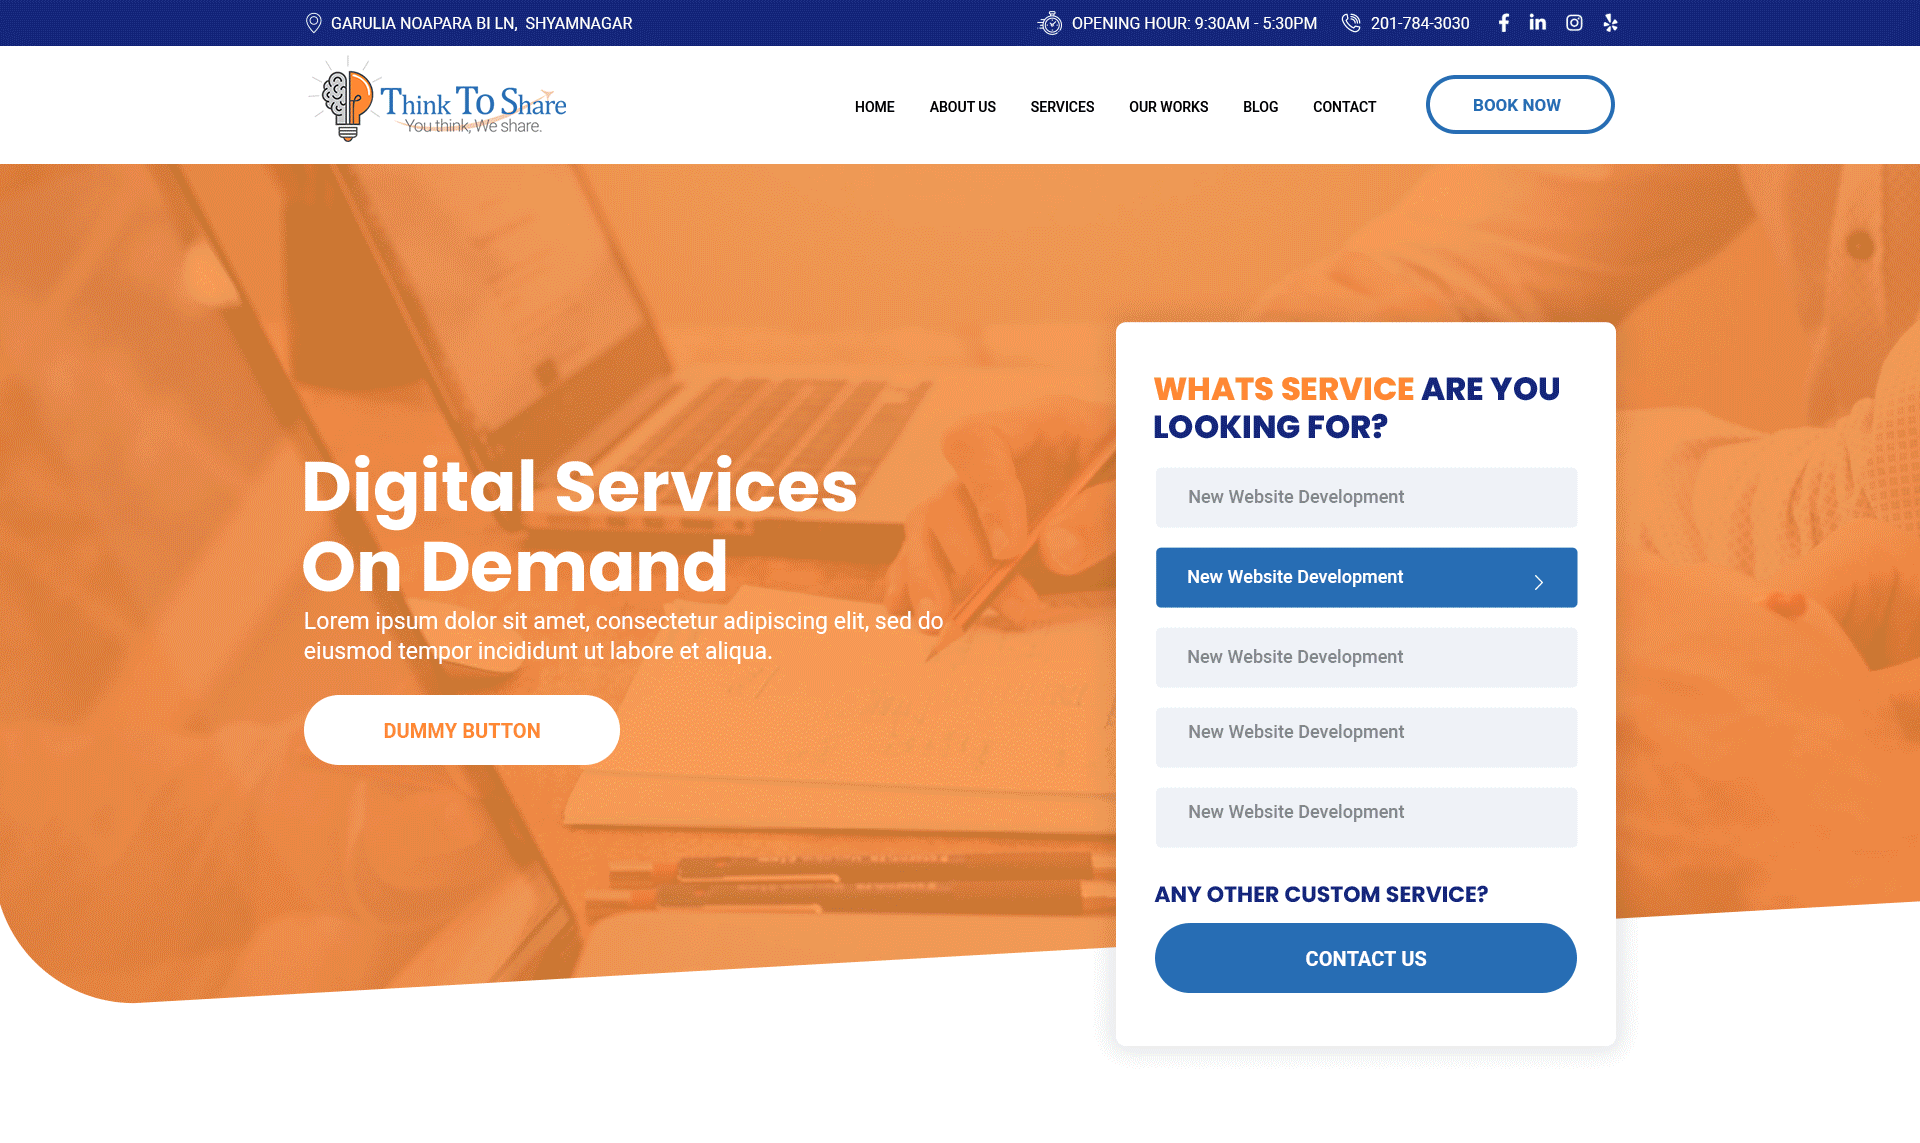 GARULIA NOAPARA BI LN, SHYAMNAGAR
OPENING HOUR: 9:30AM - 5:30PM
201-784-3030
Think To Share
You think, We share.
HOME
ABOUT US
SERVICES
OUR WORKS
BLOG
CONTACT
BOOK NOW
Digital Services
On Demand
Lorem ipsum dolor sit amet, consectetur adipiscing elit, sed do
eiusmod tempor incididunt ut labore et aliqua.
DUMMY BUTTON
WHATS SERVICE ARE YOU
LOOKING FOR?
New Website Development
New Website Development
New Website Development
New Website Development
New Website Development
ANY OTHER CUSTOM SERVICE?
CONTACT US